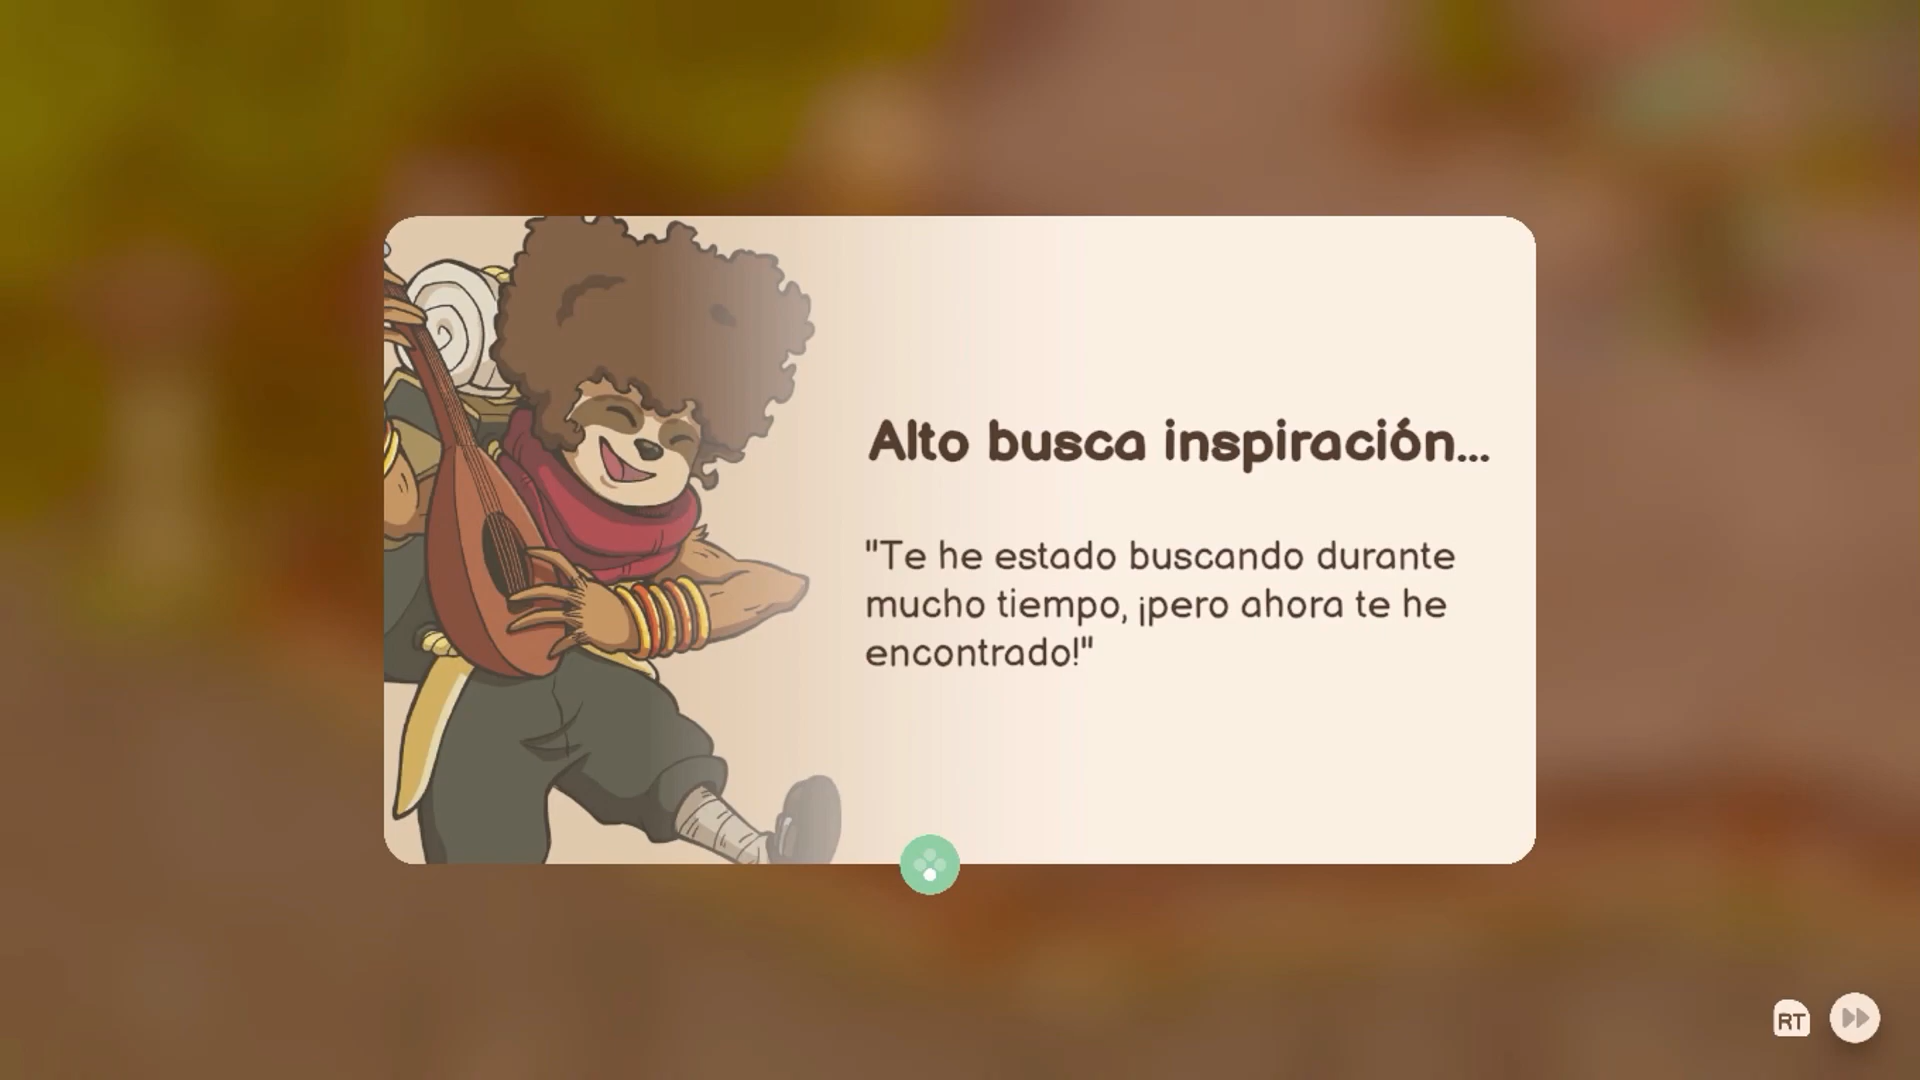 Alto busca inspiración...
"Te he estado buscando durante
mucho tiempo, ¡pero ahora te he
encontrado!"
RT